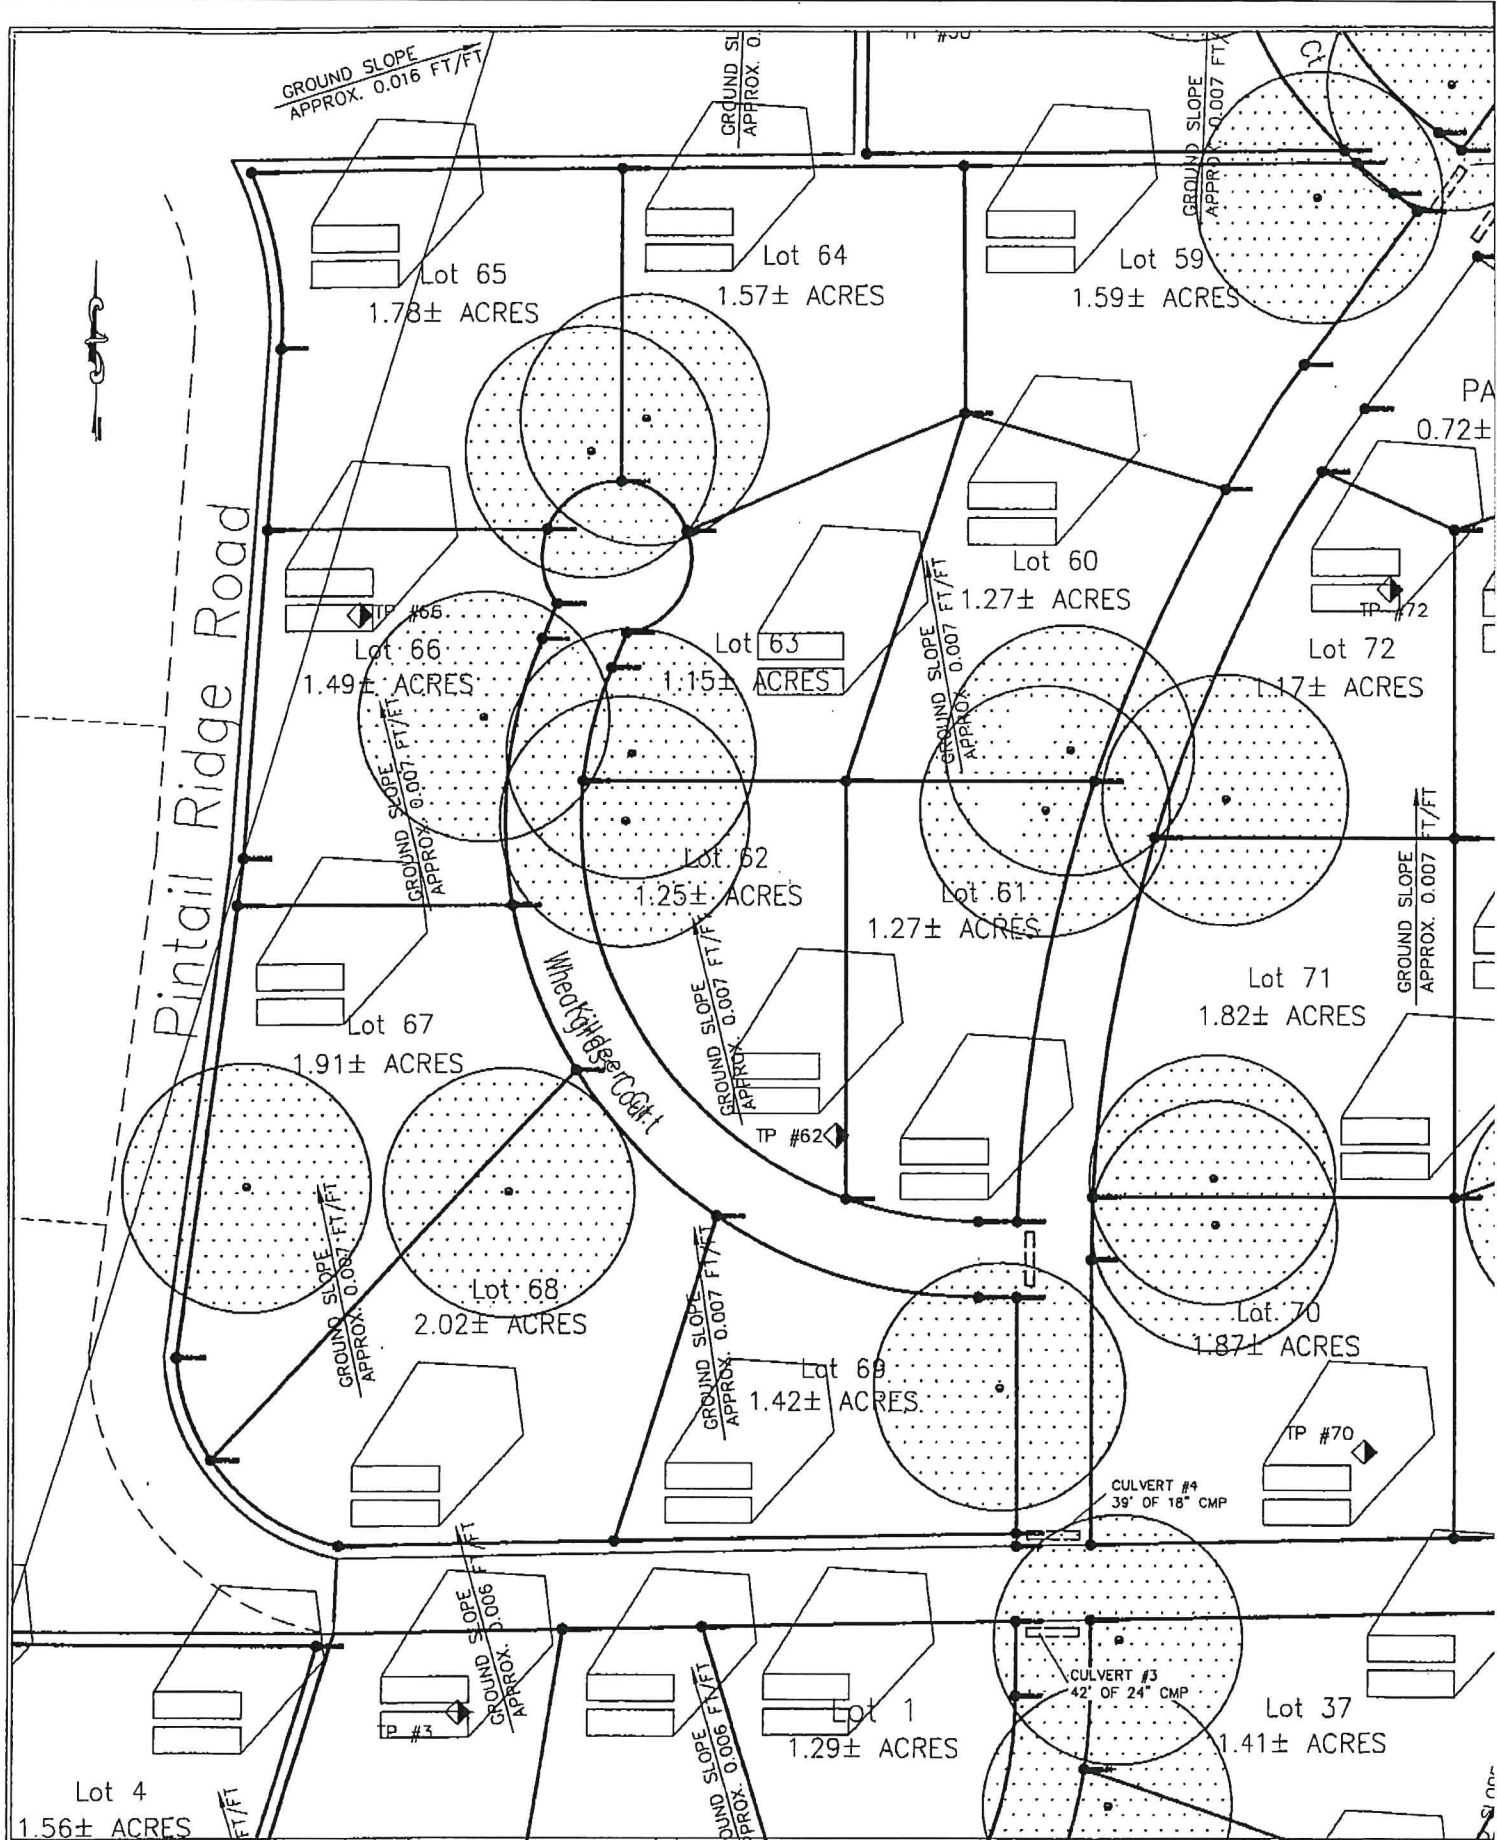 GROUND SLOPE
APPROX. 0.016 FT/FT
GROUND SL
APPROX. 0.
Ct
GROUND SLOPE
APPROX. 0.007 FT/
Lot 65
1.78± ACRES
Lot 64
1.57± ACRES
Lot 59
1.59± ACRES
PA
0.72±
Pintail Ridge Road
TP #66
Lot 66
1.49± ACRES
Lot 63
1.15± ACRES
Lot 60
1.27± ACRES
GROUND SLOPE
APPROX. 0.007 FT/FT
TP #72
Lot 72
1.17± ACRES
GROUND SLOPE
APPROX. 0.007 FT/FT
Lot 62
1.25± ACRES
Lot 61
1.27± ACRES
GROUND SLOPE
APPROX. 0.007 FT/FT
Lot 71
1.82± ACRES
Lot 67
1.91± ACRES
GROUND SLOPE
APPROX. 0.007 FT/FT
TP #62
GROUND SLOPE
APPROX. 0.007 FT/FT
Lot 68
2.02± ACRES
GROUND SLOPE
APPROX. 0.007 FT/FT
Lot 69
1.42± ACRES
Lot 70
1.87± ACRES
TP #70
CULVERT #4
39' OF 18" CMP
GROUND SLOPE
APPROX. 0.006 FT/FT
TP #3
CULVERT #3
42' OF 24" CMP
Lot 1
1.29± ACRES
Lot 37
1.41± ACRES
OUND SLOPE
PROX. 0.006 FT/FT
Lot 4
1.56± ACRES
FT/FT